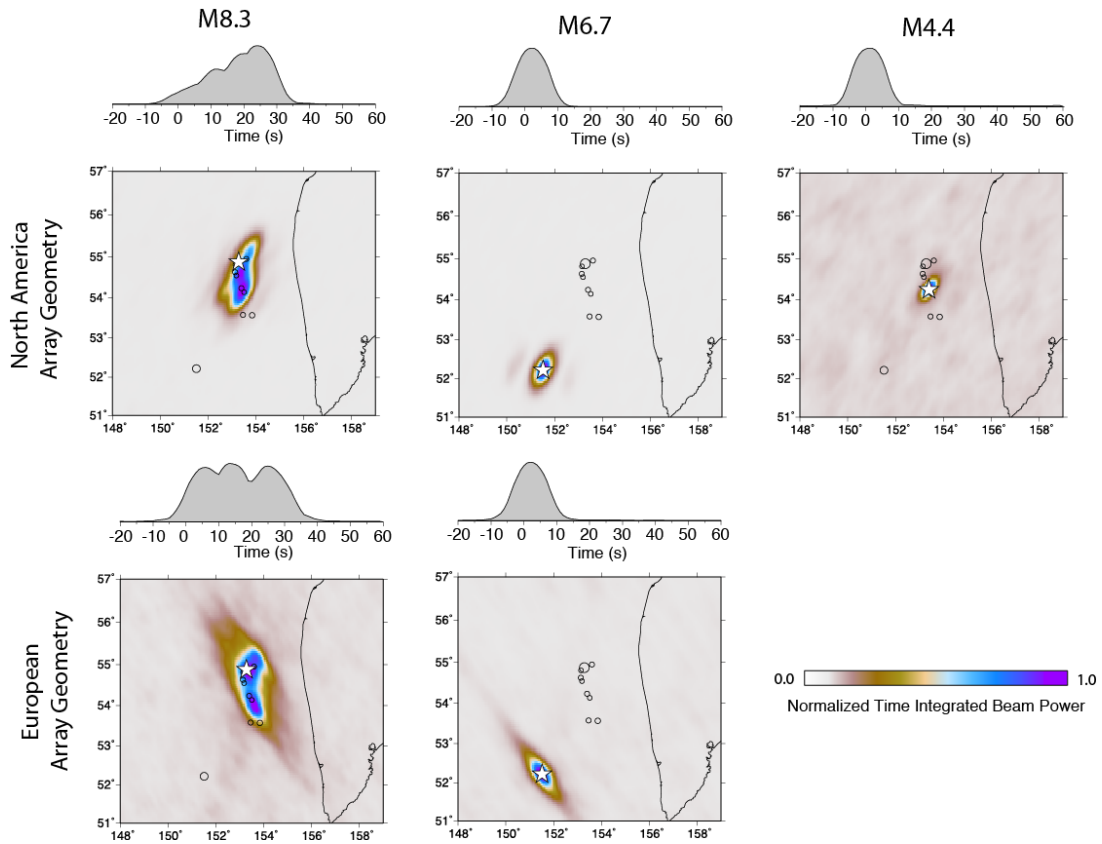 M8.3
M6.7
M4.4
-20 -10 0 10 20 30 40 50 60
Time (s)
-20 -10 0 10 20 30 40 50 60
Time (s)
-20 -10 0 10 20 30 40 50 60
Time (s)
North America
Array Geometry
57˚
56˚
55˚
54˚
53˚
52˚
51˚
148˚ 150˚ 152˚ 154˚ 156˚ 158˚
57˚
56˚
55˚
54˚
53˚
52˚
51˚
148˚ 150˚ 152˚ 154˚ 156˚ 158˚
57˚
56˚
55˚
54˚
53˚
52˚
51˚
148˚ 150˚ 152˚ 154˚ 156˚ 158˚
-20 -10 0 10 20 30 40 50 60
Time (s)
-20 -10 0 10 20 30 40 50 60
Time (s)
European
Array Geometry
57˚
56˚
55˚
54˚
53˚
52˚
51˚
148˚ 150˚ 152˚ 154˚ 156˚ 158˚
57˚
56˚
55˚
54˚
53˚
52˚
51˚
148˚ 150˚ 152˚ 154˚ 156˚ 158˚
0.0 1.0
Normalized Time Integrated Beam Power